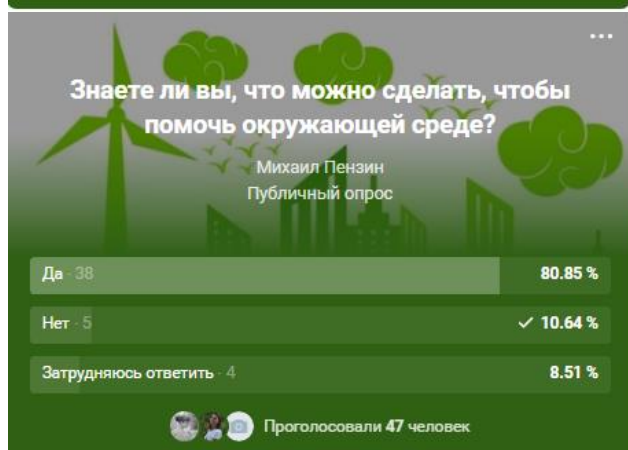 Знаете ли вы, что можно сделать, чтобы
помочь окружающей среде?
Михаил Пензин
Публичный опрос
Да · 38 80.85 %
Нет · 5 10.64 %
Затрудняюсь ответить · 4 8.51 %
Проголосовали 47 человек